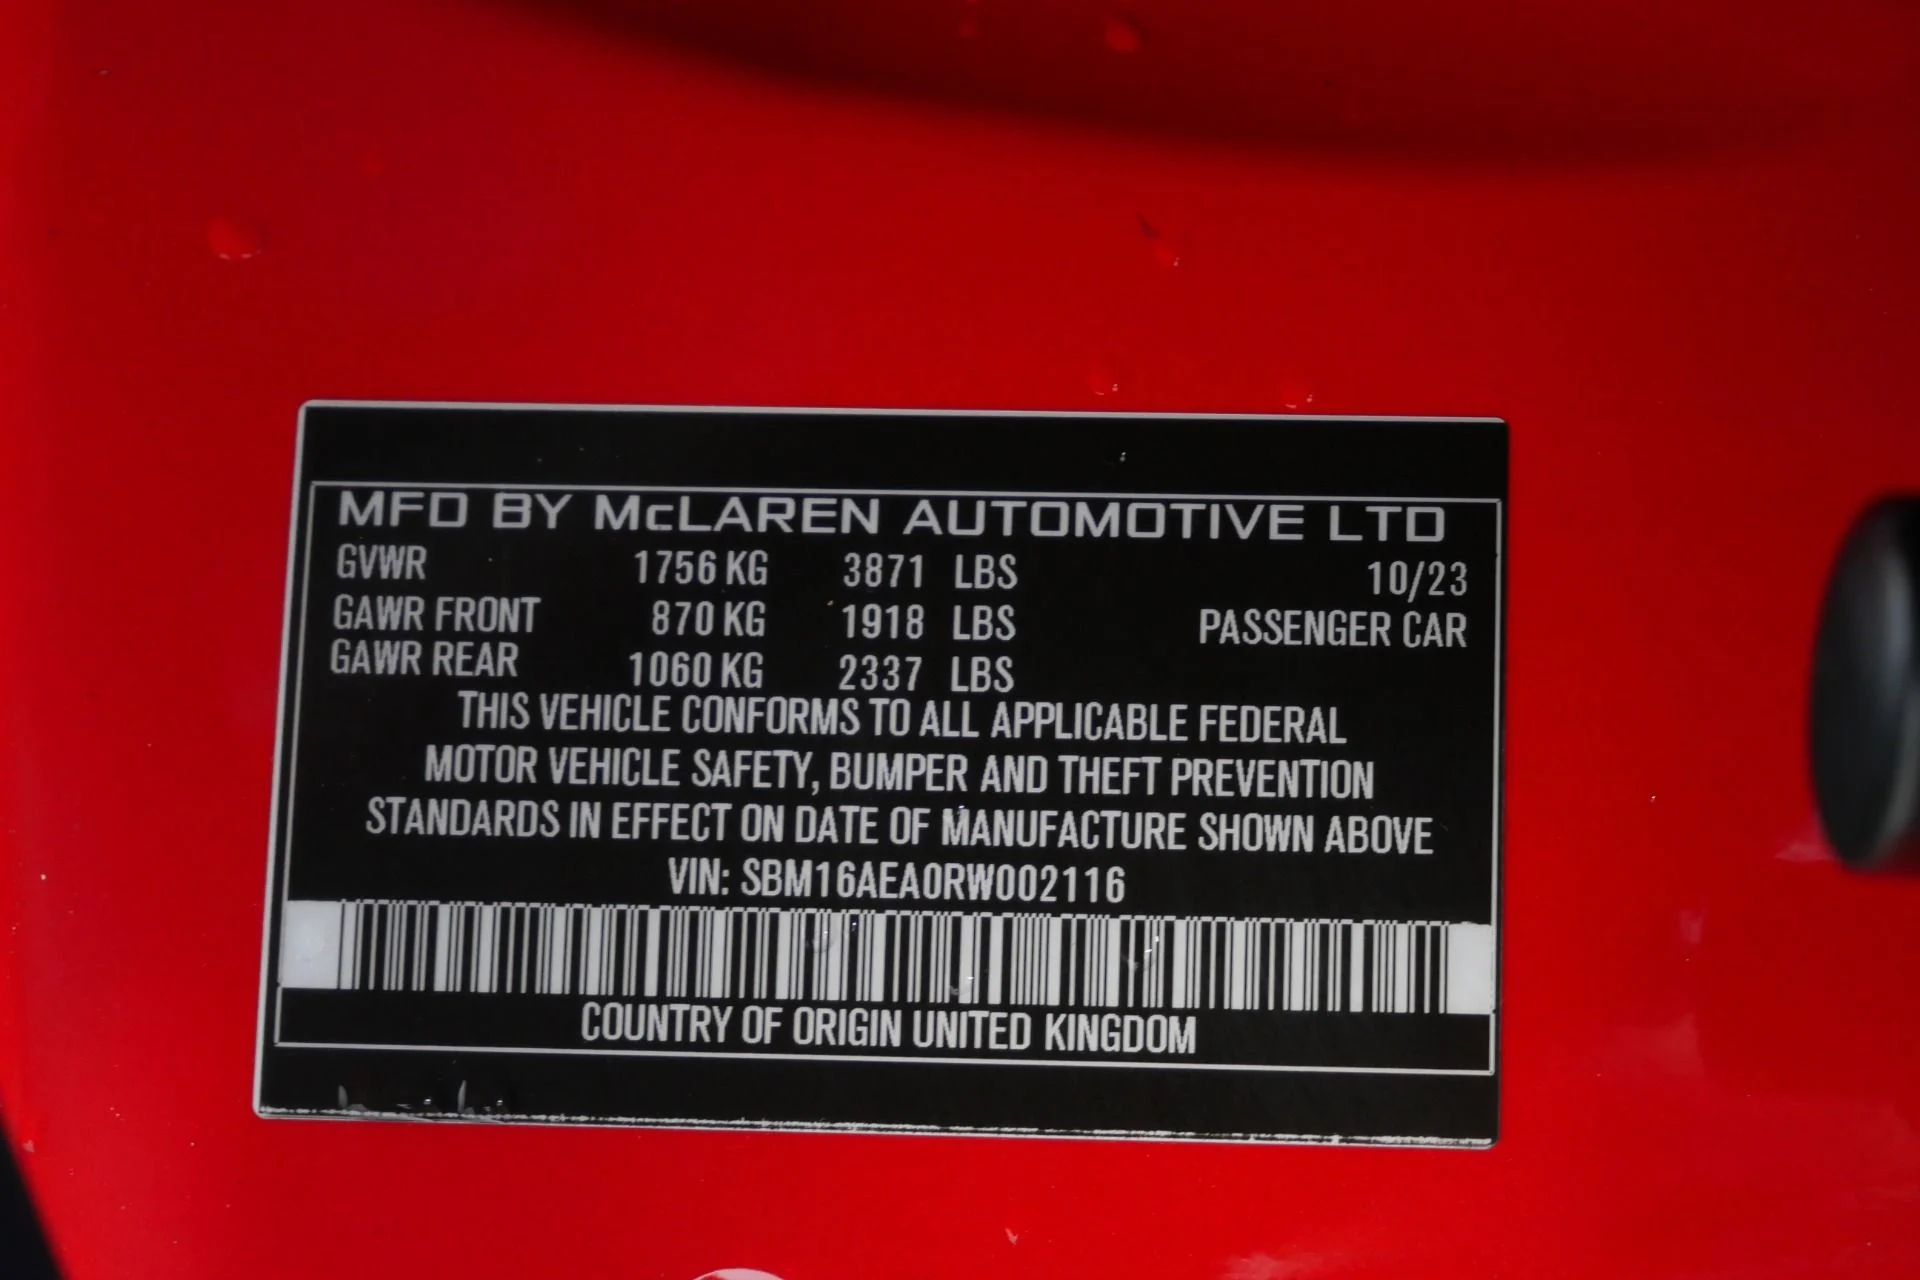 MFD BY McLAREN AUTOMOTIVE LTD
GVWR 1756 KG 3871 LBS 10/23
GAWR FRONT 870 KG 1918 LBS PASSENGER CAR
GAWR REAR 1060 KG 2337 LBS
THIS VEHICLE CONFORMS TO ALL APPLICABLE FEDERAL
MOTOR VEHICLE SAFETY, BUMPER AND THEFT PREVENTION
STANDARDS IN EFFECT ON DATE OF MANUFACTURE SHOWN ABOVE
VIN: SBM16AEA0RW002116
COUNTRY OF ORIGIN UNITED KINGDOM